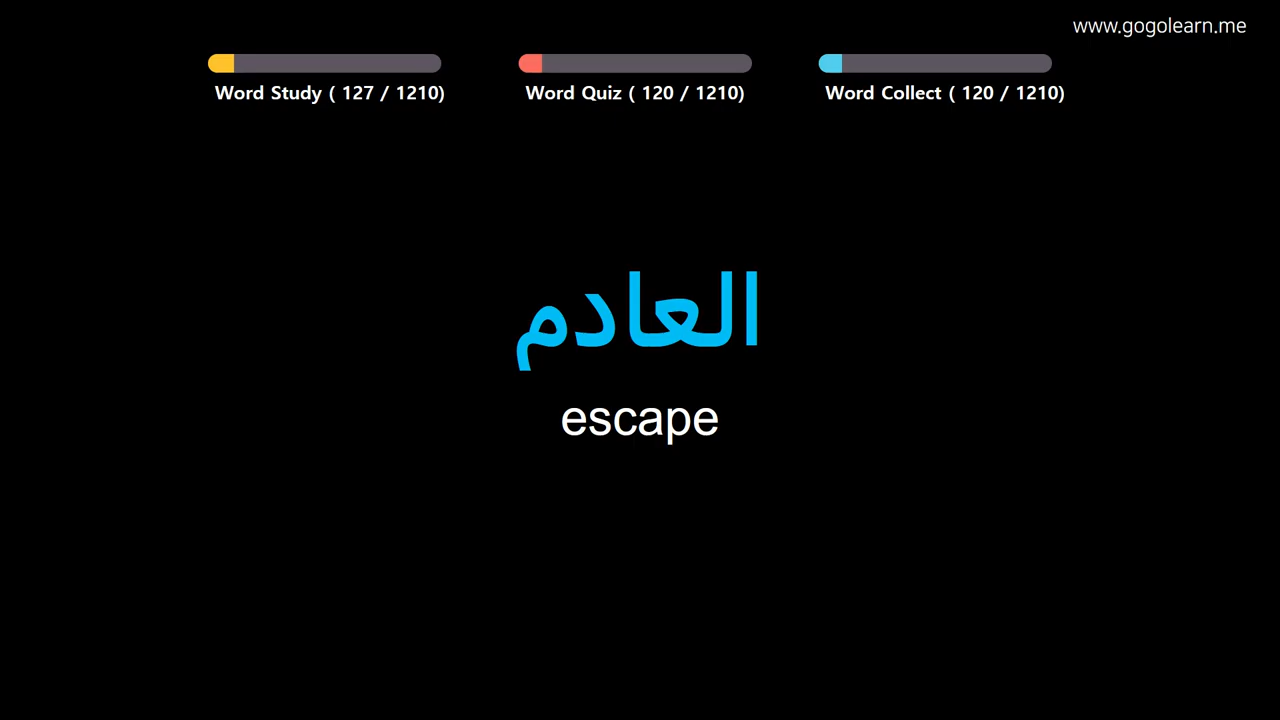 www.gogolearn.me
Word Study ( 127 / 1210)
Word Quiz ( 120 / 1210)
Word Collect ( 120 / 1210)
العادم
escape